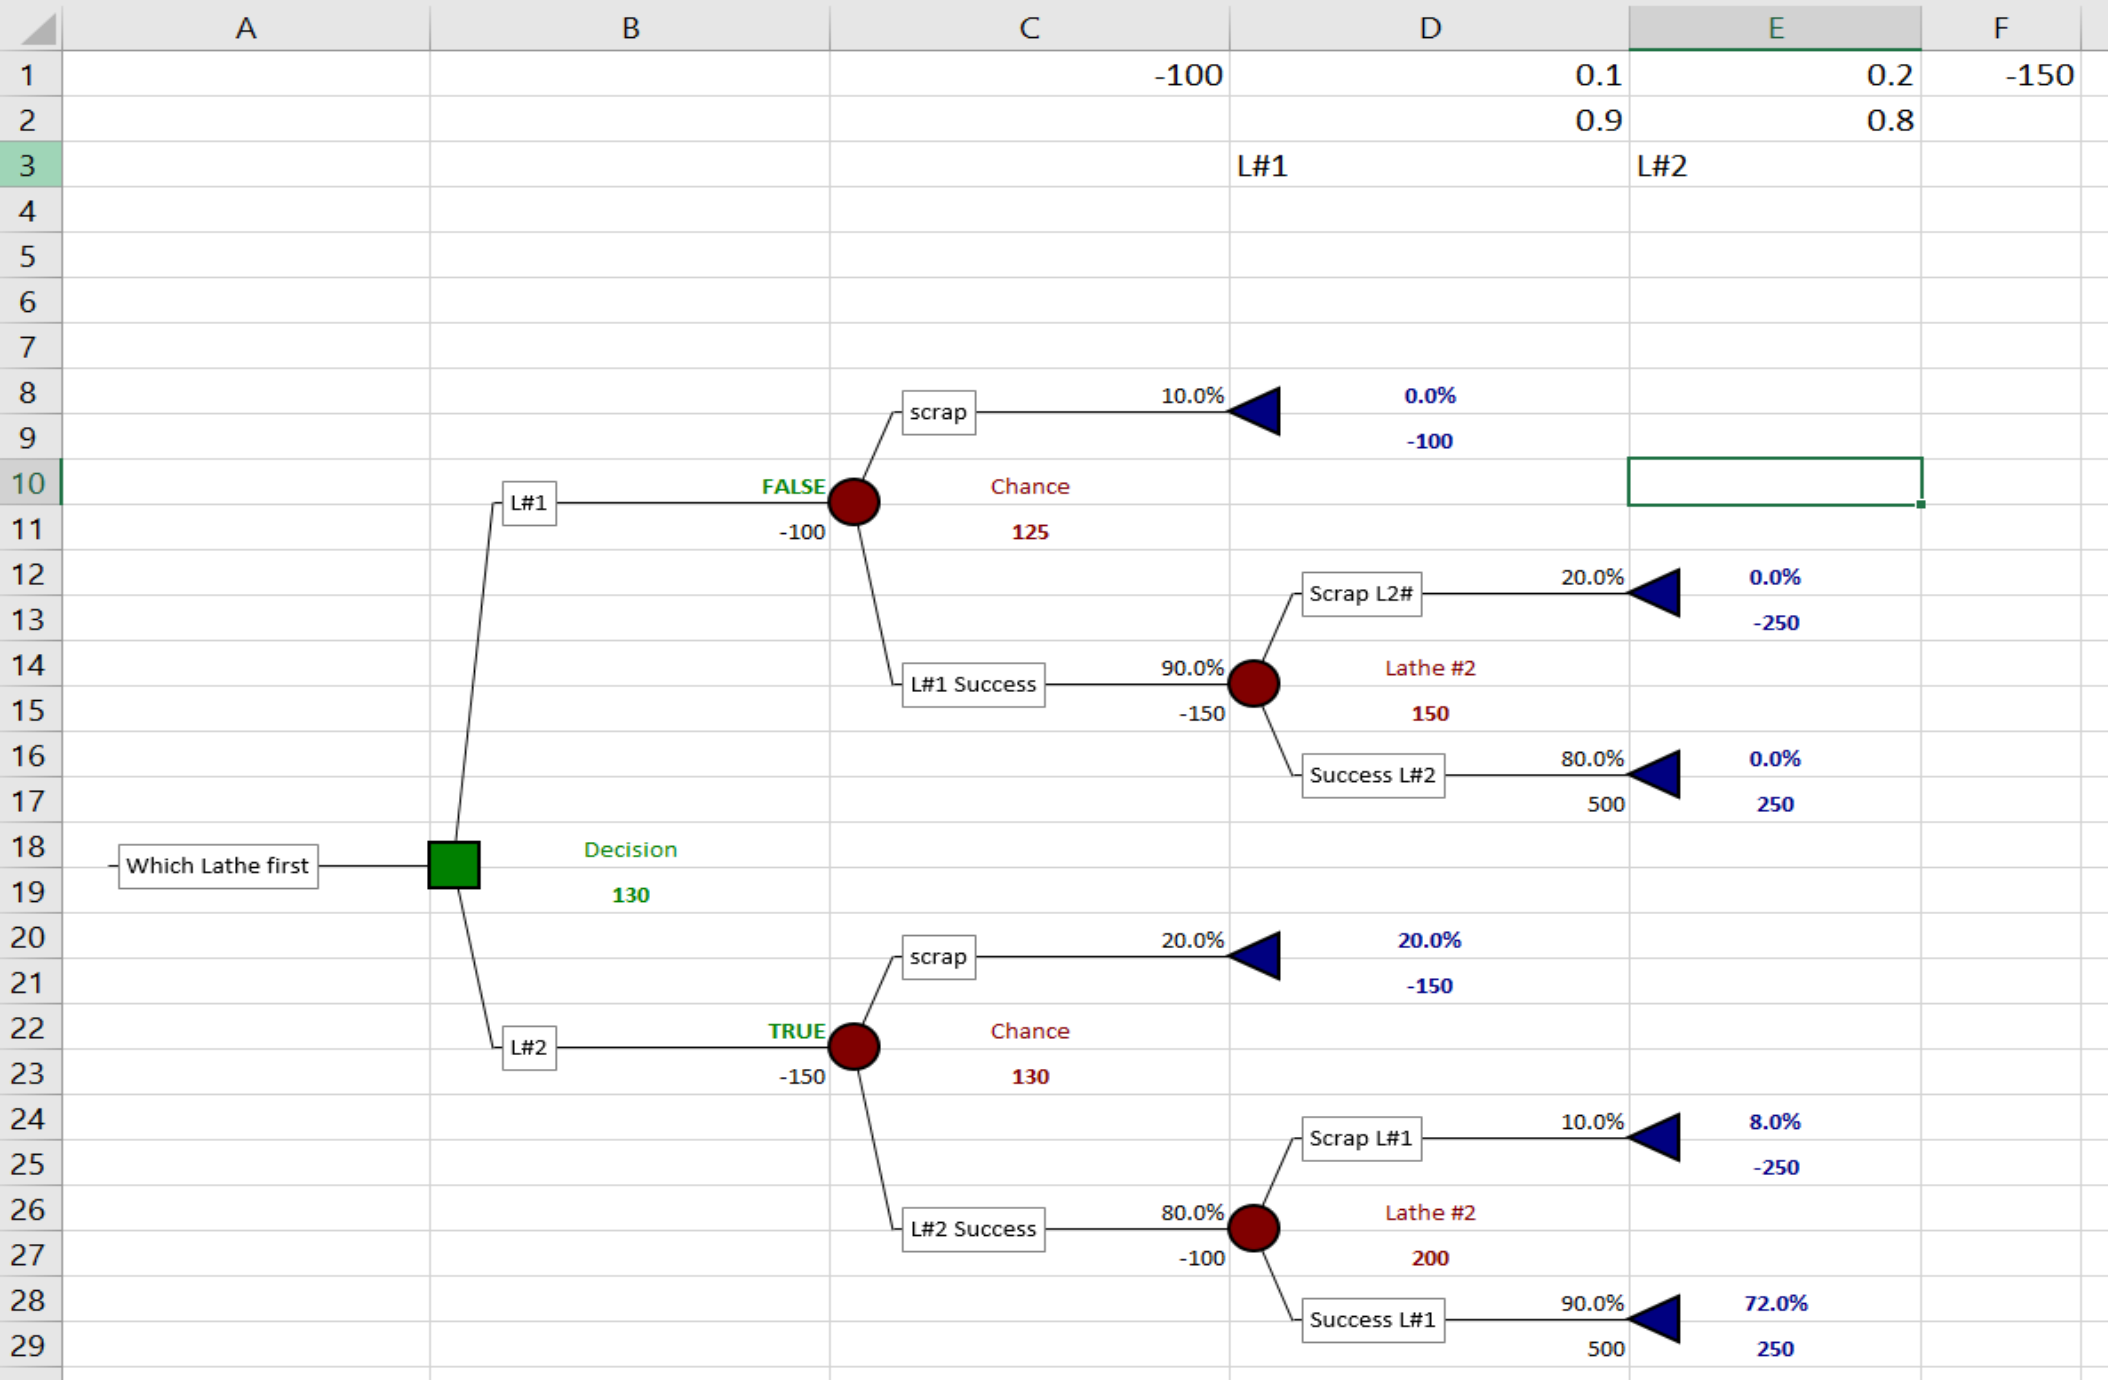 A B C D E F
1 -100 0.1 0.2 -150
2 0.9 0.8
3 L#1 L#2
4
5
6
7
8 10.0% 0.0%
scrap
9 -100
10 FALSE Chance
L#1
11 -100 125
12 20.0% 0.0%
Scrap L2#
13 -250
14 90.0% Lathe #2
L#1 Success
15 -150 150
16 80.0% 0.0%
Success L#2
17 500 250
18 Decision
Which Lathe first
19 130
20 20.0% 20.0%
scrap
21 -150
22 TRUE Chance
L#2
23 -150 130
24 10.0% 8.0%
Scrap L#1
25 -250
26 80.0% Lathe #2
L#2 Success
27 -100 200
28 90.0% 72.0%
Success L#1
29 500 250